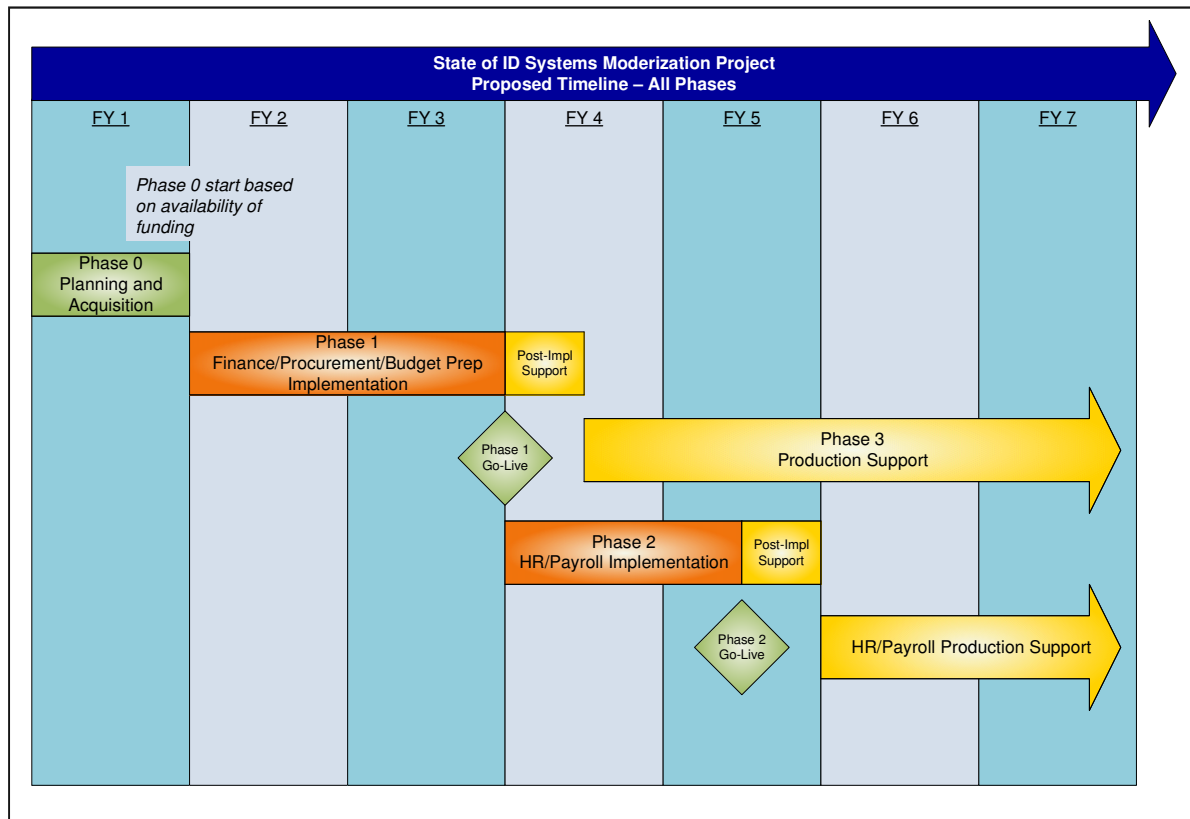 State of ID Systems Moderization Project
Proposed Timeline – All Phases
FY 1
FY 2
FY 3
FY 4
FY 5
FY 6
FY 7
Phase 0 start based
on availability of
funding
Phase 0
Planning and
Acquisition
Phase 1
Finance/Procurement/Budget Prep
Implementation
Post-Impl
Support
Phase 1
Go-Live
Phase 3
Production Support
Phase 2
HR/Payroll Implementation
Post-Impl
Support
Phase 2
Go-Live
HR/Payroll Production Support